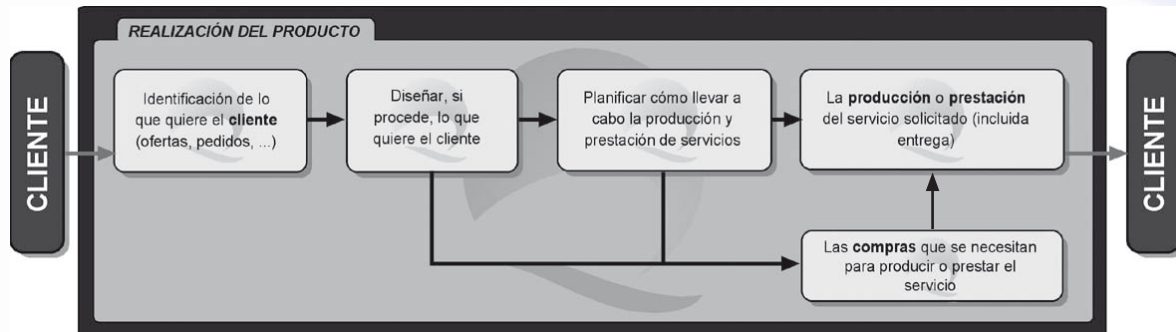 REALIZACIÓN DEL PRODUCTO
CLIENTE
Identificación de lo
que quiere el cliente
(ofertas, pedidos, ...)
Diseñar, si
procede, lo que
quiere el cliente
Planificar cómo llevar a
cabo la producción y
prestación de servicios
La producción o prestación
del servicio solicitado (incluida
entrega)
Las compras que se necesitan
para producir o prestar el
servicio
CLIENTE